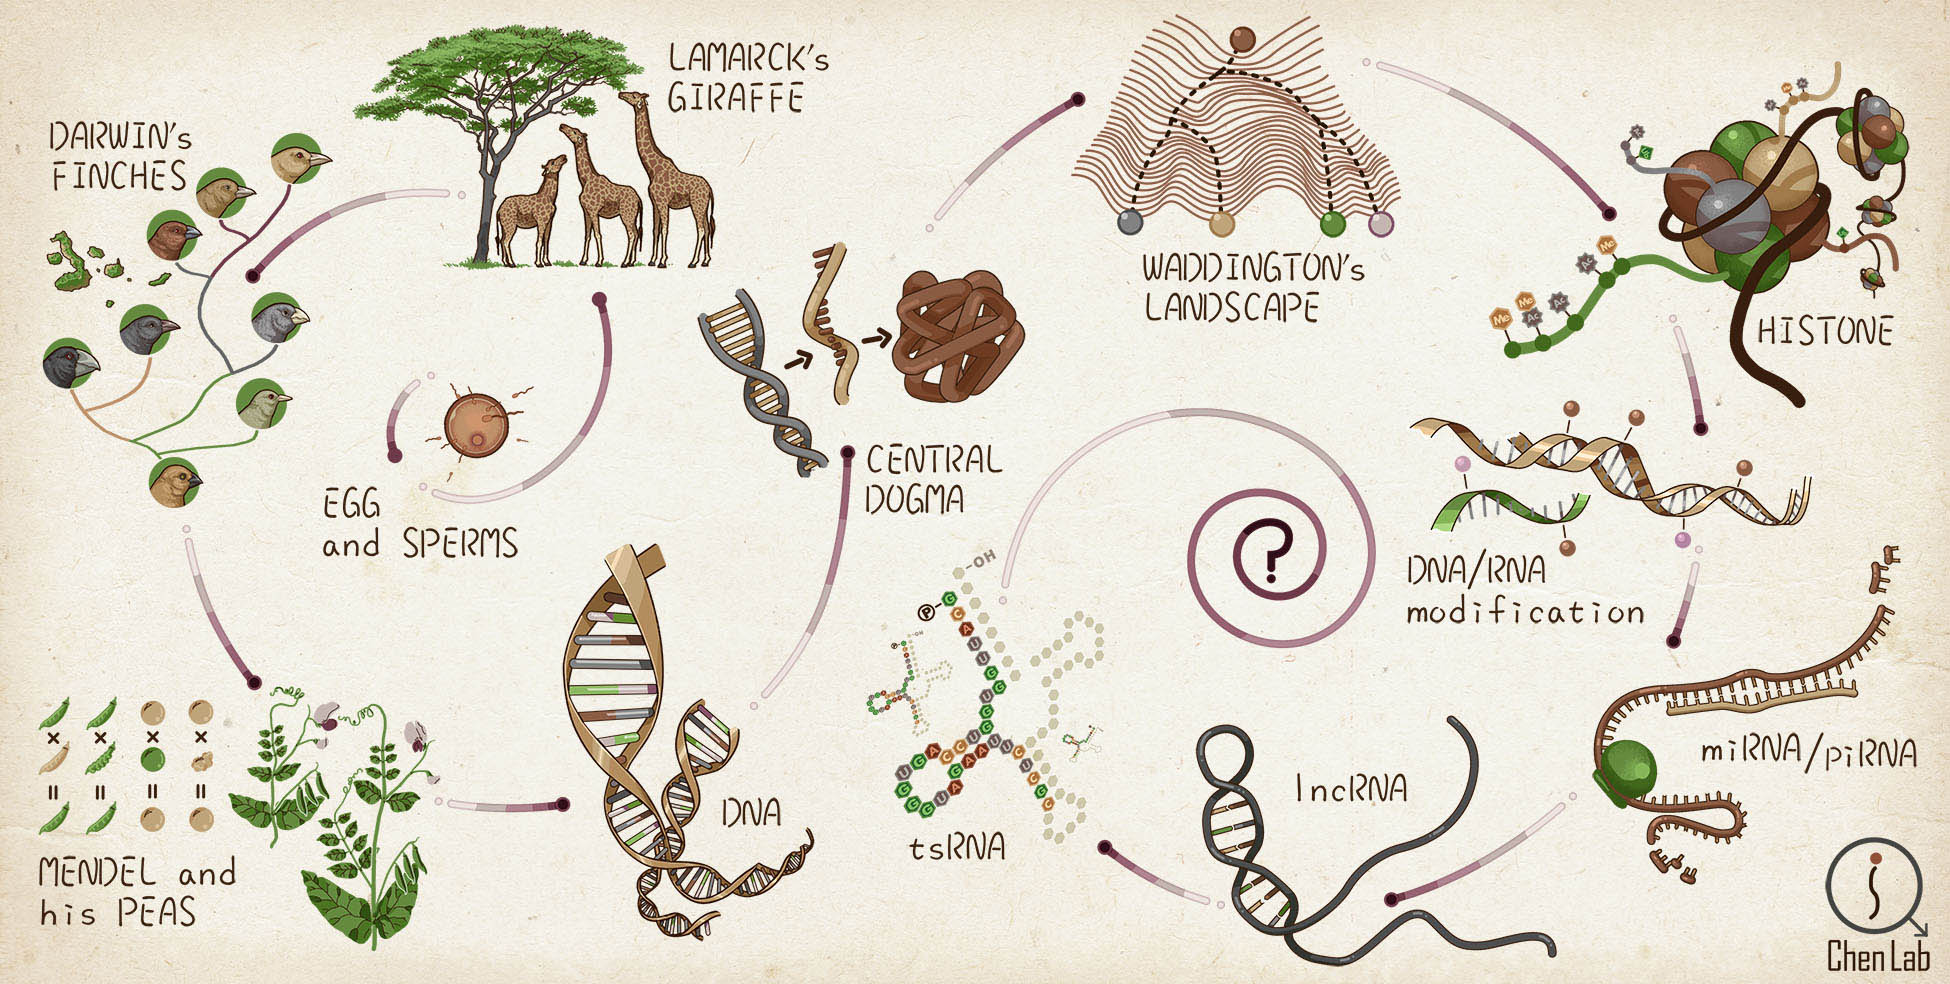 LAMARCK's
GIRAFFE
DARWIN's
FINCHES
EGG
and SPERMS
MENDEL and
his PEAS
DNA
CENTRAL
DOGMA
WADDINGTON's
LANDSCAPE
HISTONE
Me
Ac
Me
Me
Ac
Ac
DNA/RNA
modification
miRNA/piRNA
lncRNA
tsRNA
-OH
P
G
C
A
U
U
G
G
U
G
G
U
C
C
A
G
U
G
G
G
U
A
G
A
A
U
U
C
U
C
G
C
?
Chen Lab